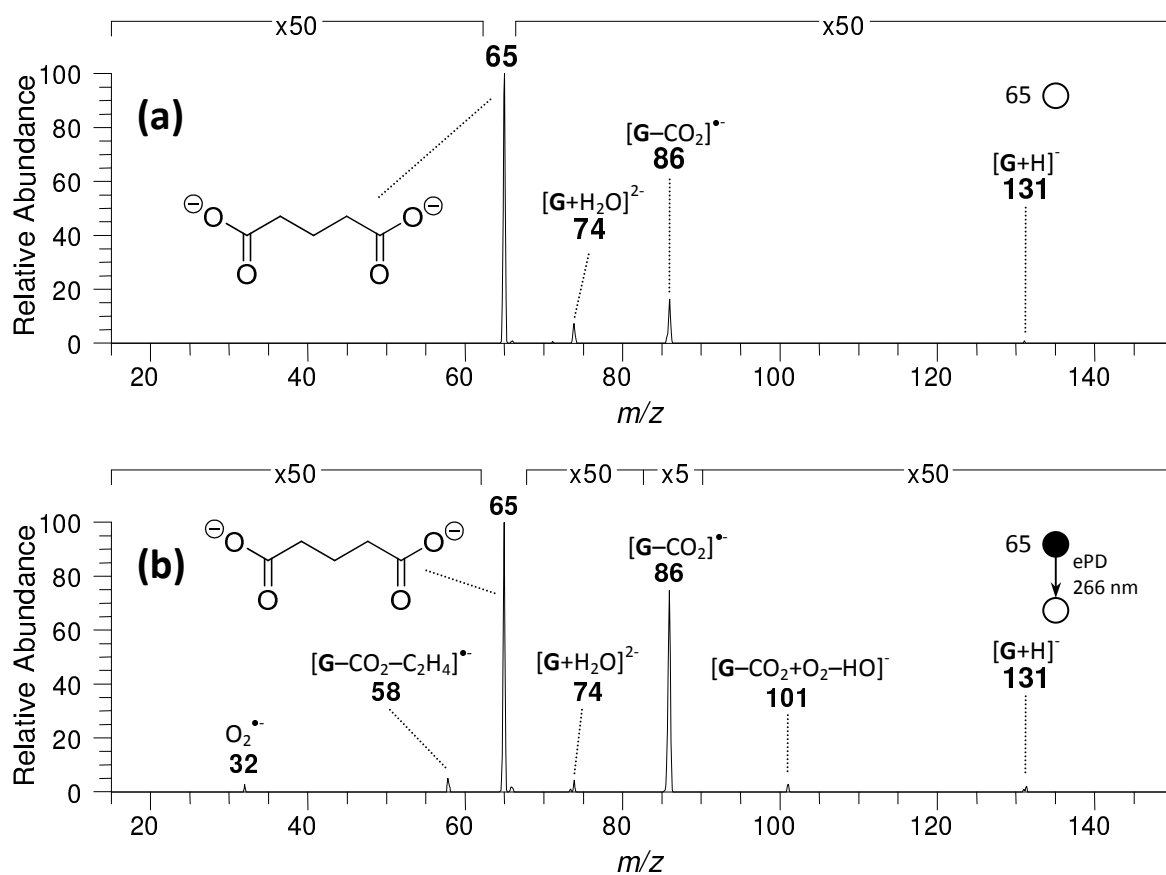 x50 x50
65
100
80
60
40
20
0
Relative Abundance
(a)
⊖O O⊖
O O
[G+H₂O]²⁻
74
[G–CO₂]•⁻
86
65
[G+H]⁻
131
20 40 60 80 100 120 140
m/z
x50 x50 x5 x50
65
100
80
60
40
20
0
Relative Abundance
(b)
⊖O O⊖
O O
O₂•⁻
32
[G–CO₂–C₂H₄]•⁻
58
[G+H₂O]²⁻
74
[G–CO₂]•⁻
86
[G–CO₂+O₂–HO]⁻
101
65
ePD
266 nm
[G+H]⁻
131
20 40 60 80 100 120 140
m/z